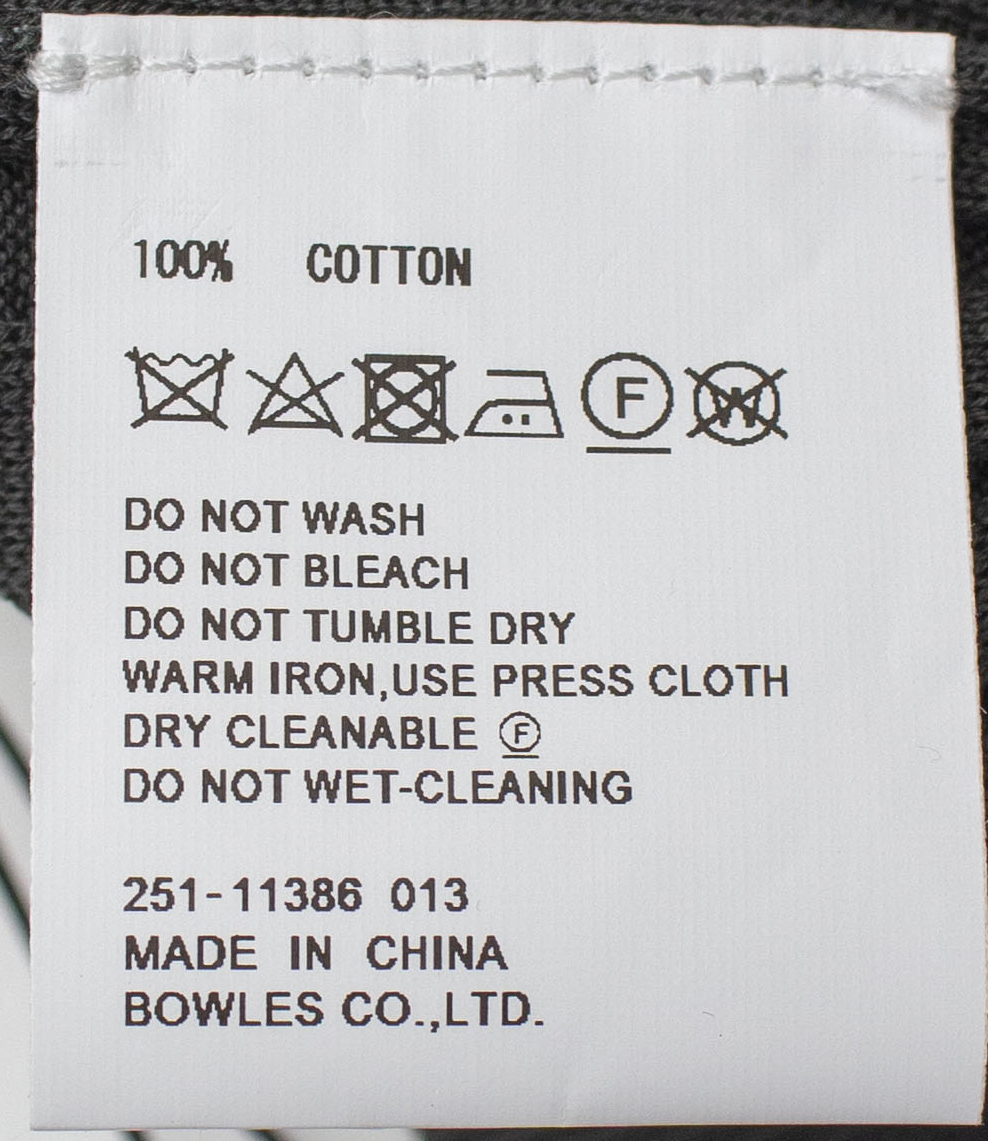 100% COTTON
F W
DO NOT WASH
DO NOT BLEACH
DO NOT TUMBLE DRY
WARM IRON,USE PRESS CLOTH
DRY CLEANABLE Ⓕ
DO NOT WET-CLEANING
251-11386 013
MADE IN CHINA
BOWLES CO.,LTD.